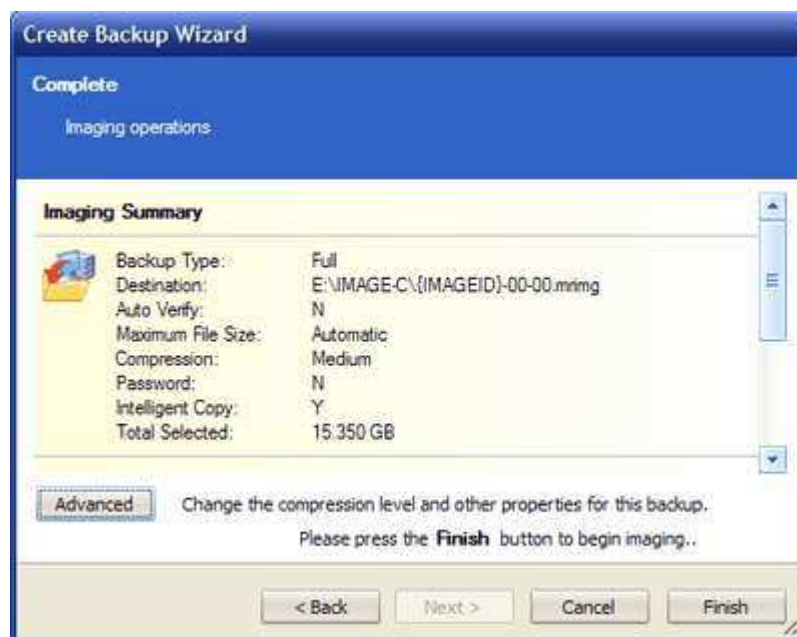 Create Backup Wizard
Complete
Imaging operations
Imaging Summary
Backup Type: Full
Destination: E:\IMAGE-C\{IMAGEID}-00-00.mrimg
Auto Verify: N
Maximum File Size: Automatic
Compression: Medium
Password: N
Intelligent Copy: Y
Total Selected: 15.350 GB
Advanced Change the compression level and other properties for this backup.
Please press the Finish button to begin imaging..
< Back Next > Cancel Finish